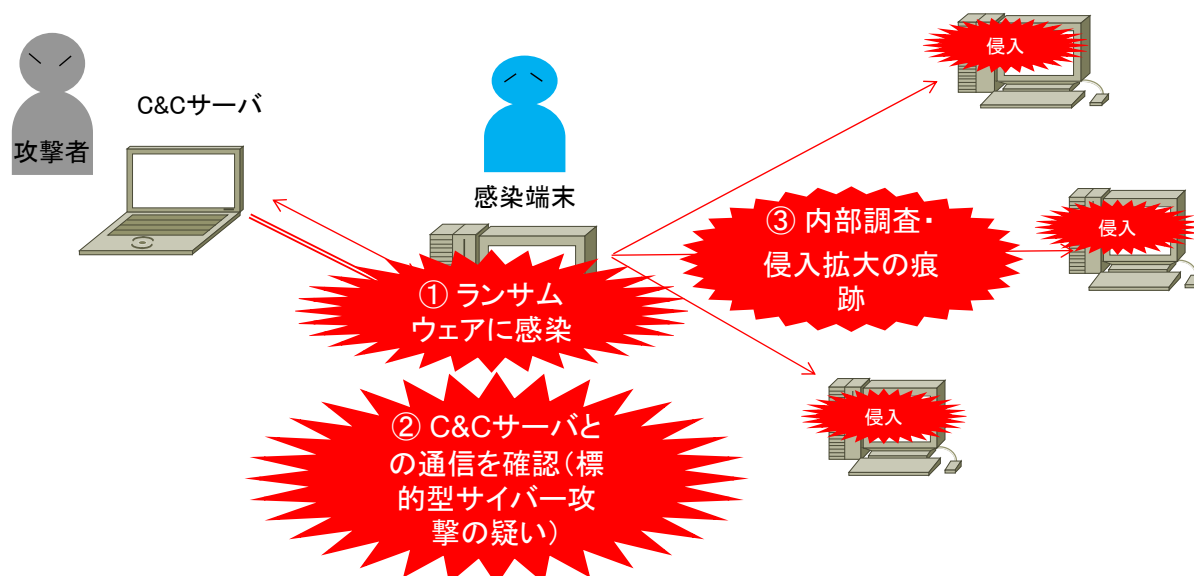 攻撃者
C&Cサーバ
感染端末
① ランサム
ウェアに感染
② C&Cサーバと
の通信を確認(標
的型サイバー攻
撃の疑い)
③ 内部調査・
侵入拡大の痕
跡
侵入
侵入
侵入